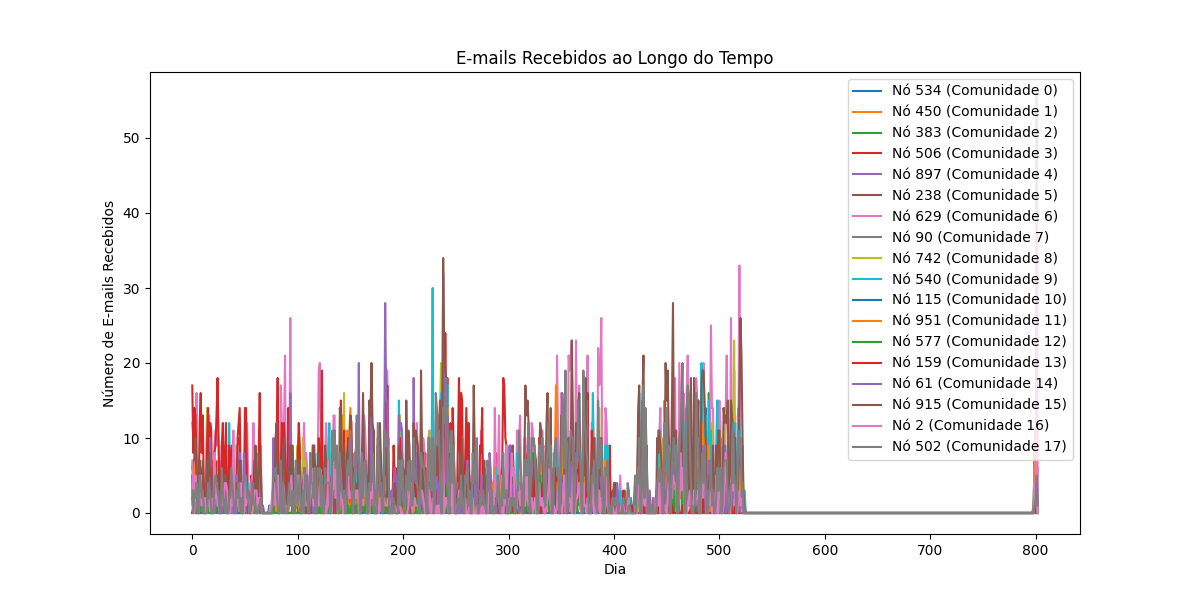 E-mails Recebidos ao Longo do Tempo
Número de E-mails Recebidos
50
40
30
20
10
0
0 100 200 300 400 500 600 700 800
Dia
Nó 534 (Comunidade 0)
Nó 450 (Comunidade 1)
Nó 383 (Comunidade 2)
Nó 506 (Comunidade 3)
Nó 897 (Comunidade 4)
Nó 238 (Comunidade 5)
Nó 629 (Comunidade 6)
Nó 90 (Comunidade 7)
Nó 742 (Comunidade 8)
Nó 540 (Comunidade 9)
Nó 115 (Comunidade 10)
Nó 951 (Comunidade 11)
Nó 577 (Comunidade 12)
Nó 159 (Comunidade 13)
Nó 61 (Comunidade 14)
Nó 915 (Comunidade 15)
Nó 2 (Comunidade 16)
Nó 502 (Comunidade 17)